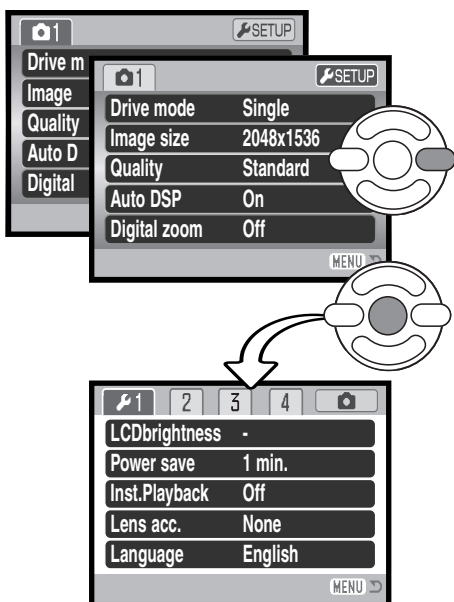 1 SETUP
Drive m
Image
Quality
Auto D
Digital
1 SETUP
Drive mode Single
Image size 2048x1536
Quality Standard
Auto DSP On
Digital zoom Off
MENU
1 2 3 4
LCDbrightness -
Power save 1 min.
Inst.Playback Off
Lens acc. None
Language English
MENU